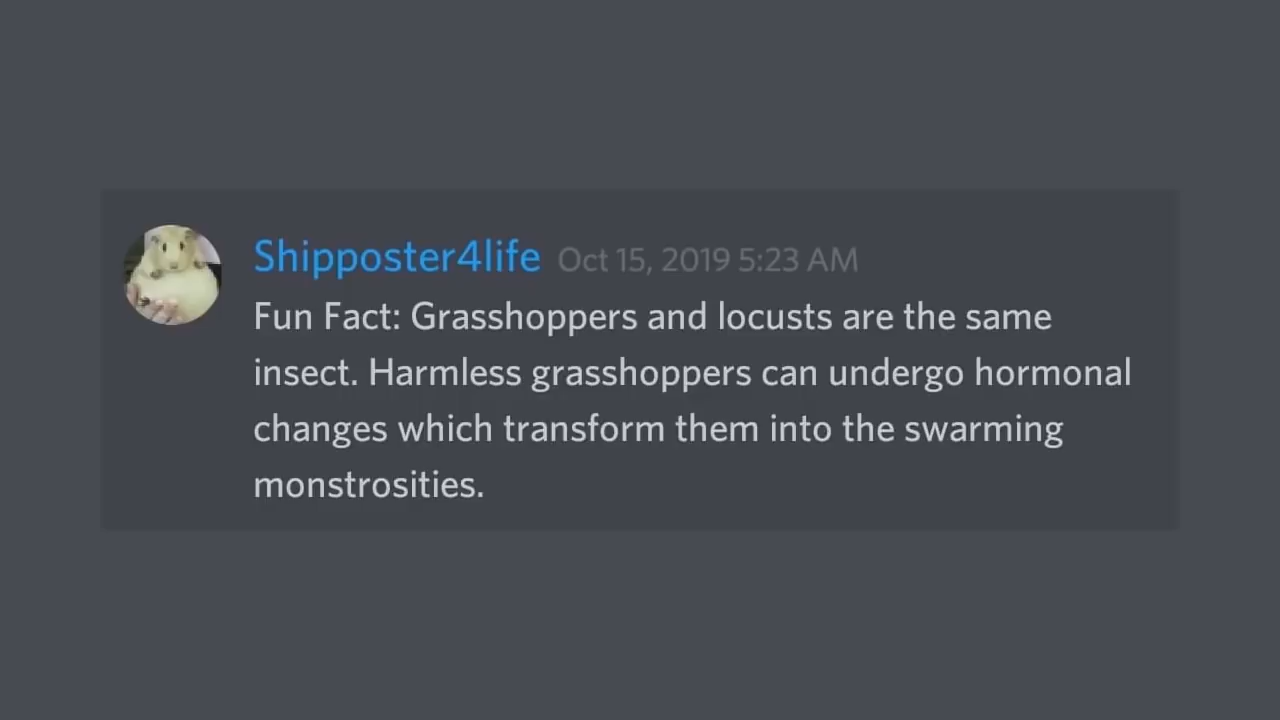 Shipposter4life Oct 15, 2019 5:23 AM
Fun Fact: Grasshoppers and locusts are the same
insect. Harmless grasshoppers can undergo hormonal
changes which transform them into the swarming
monstrosities.